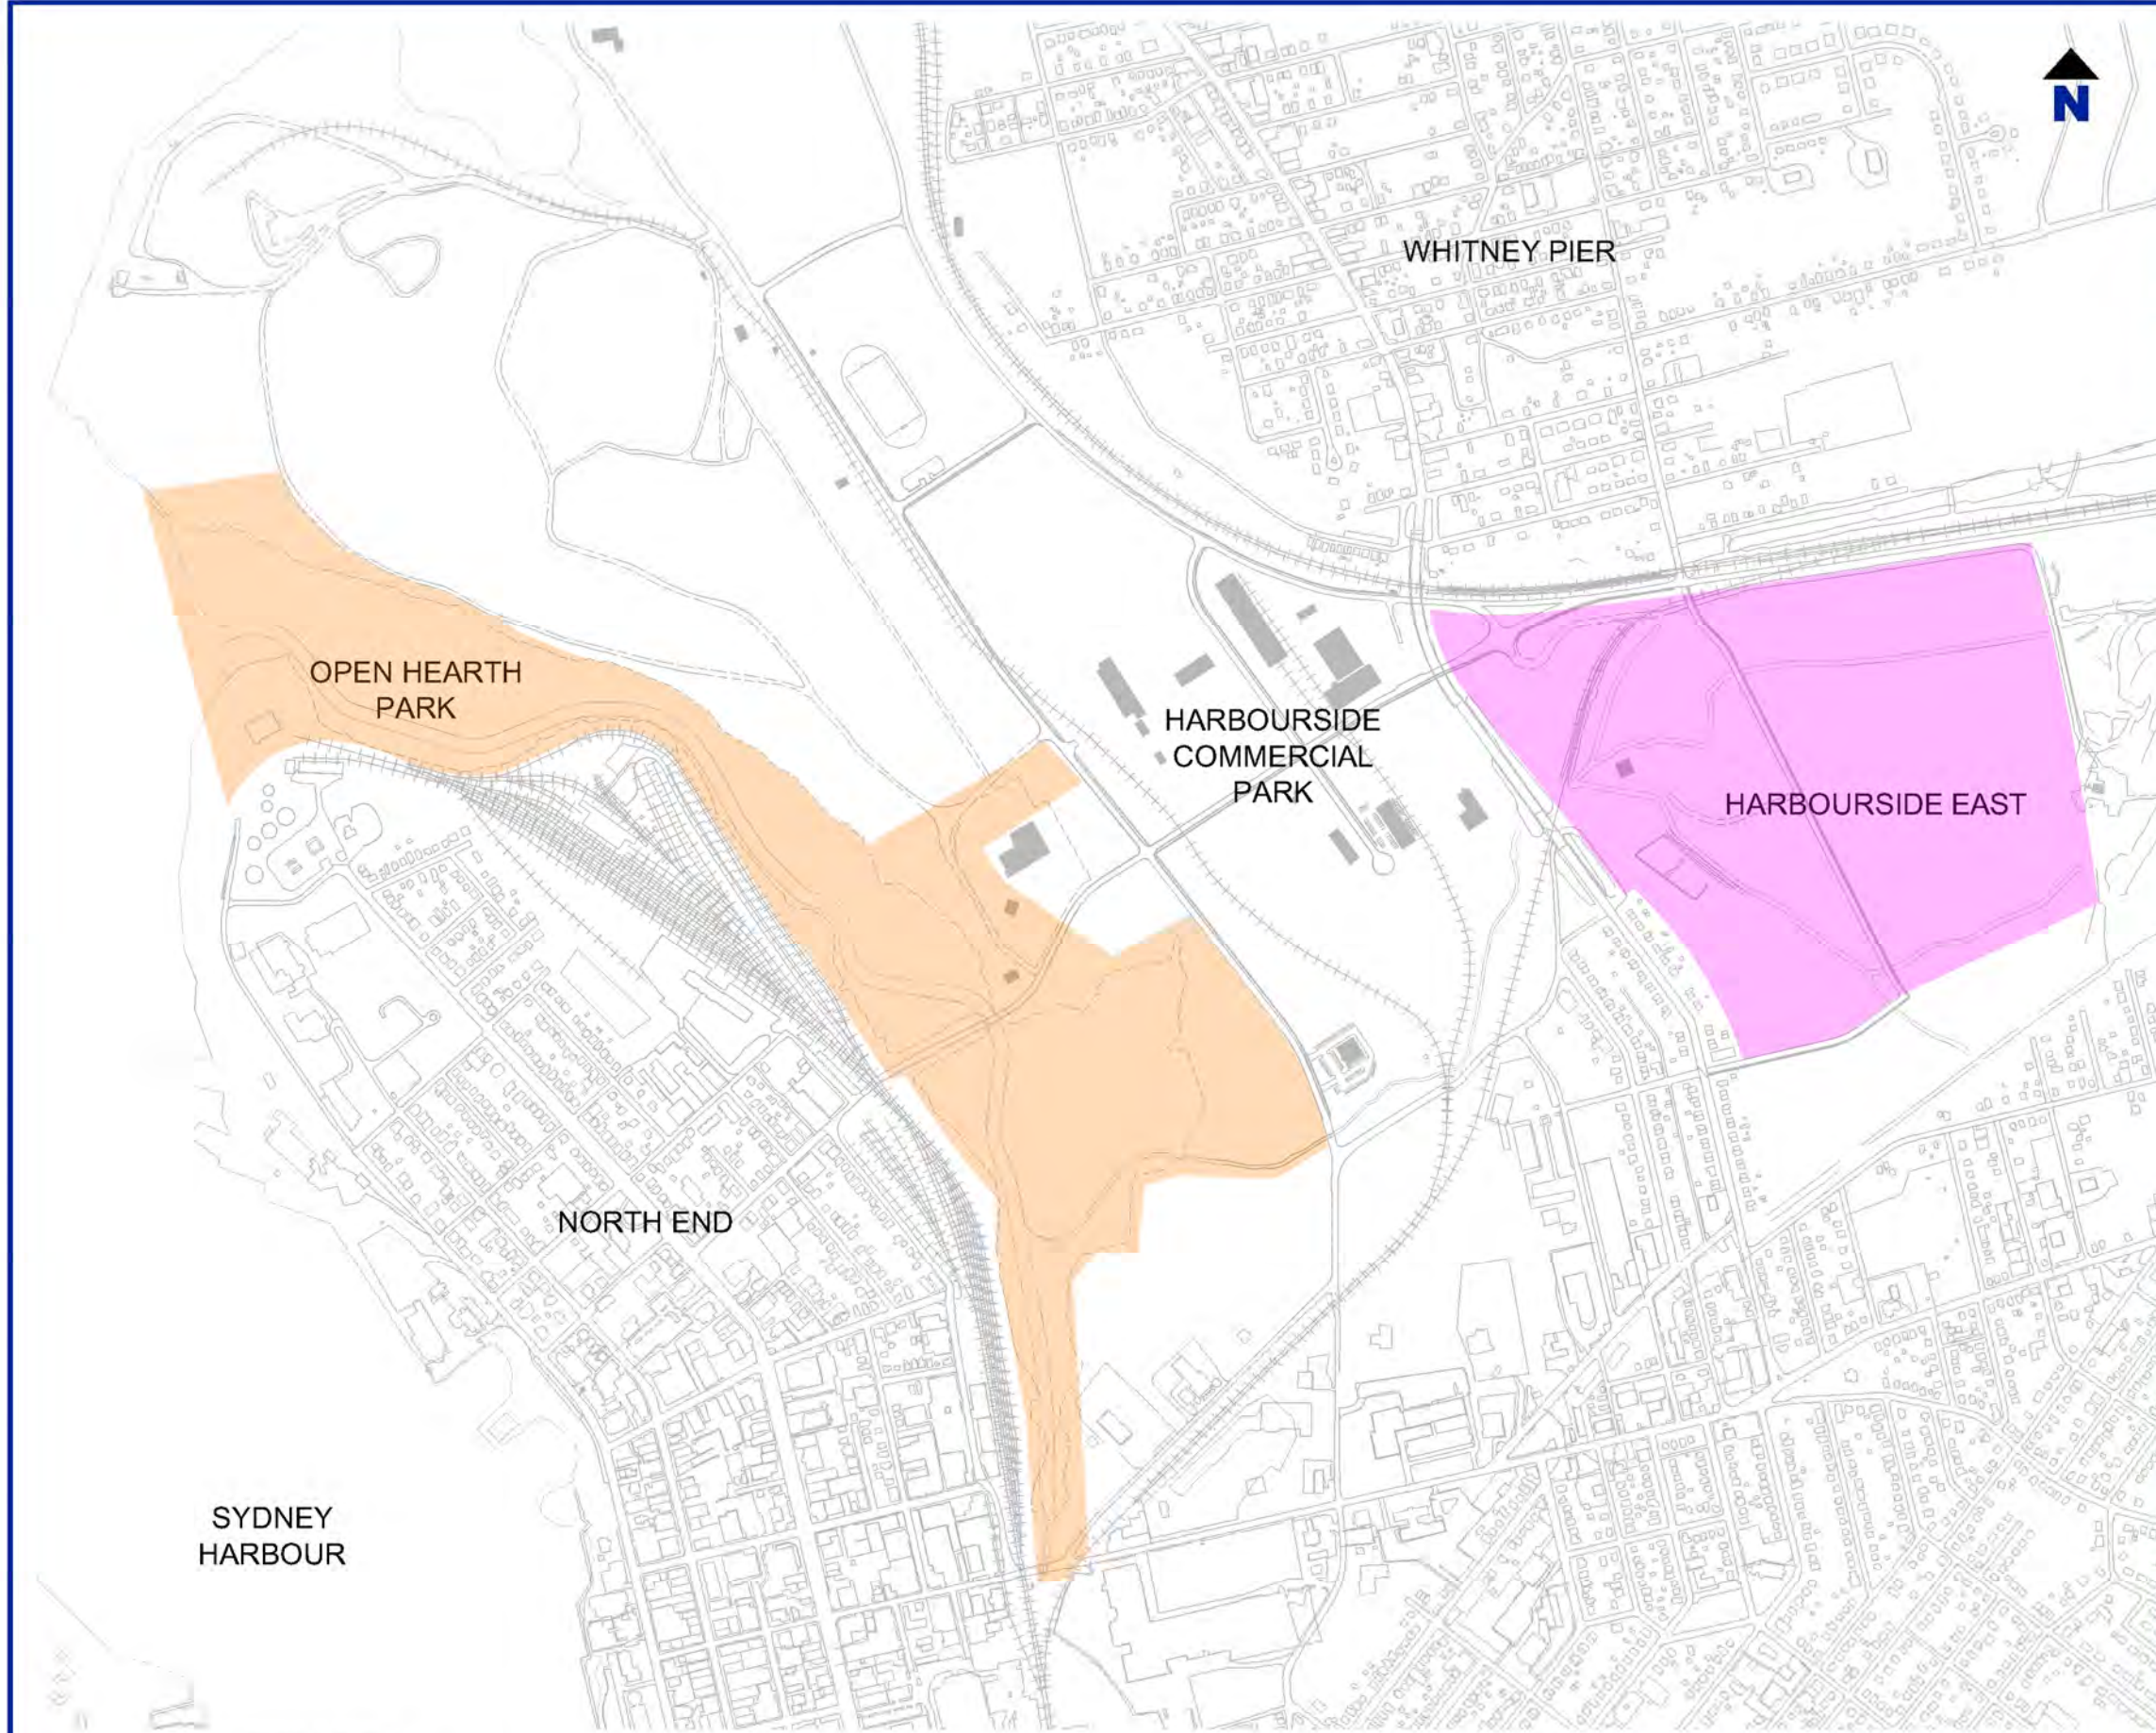 N
WHITNEY PIER
OPEN HEARTH
PARK
HARBOURSIDE
COMMERCIAL
PARK
HARBOURSIDE EAST
NORTH END
SYDNEY
HARBOUR